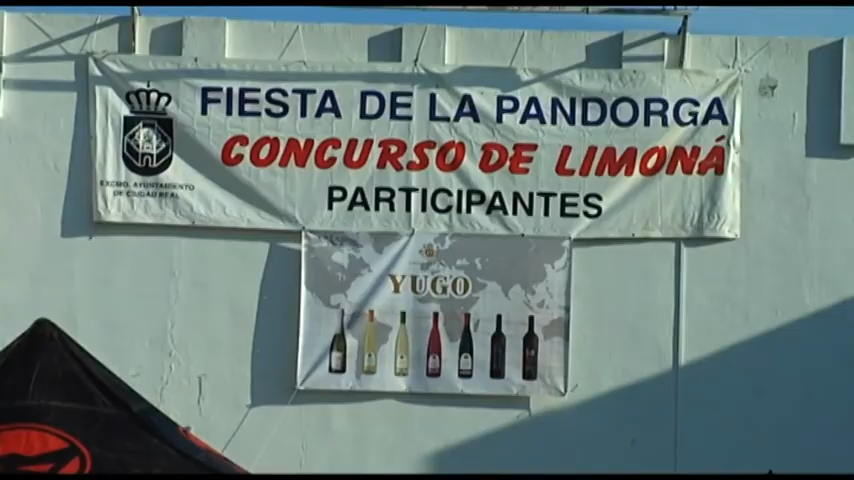 FIESTA DE LA PANDORGA
CONCURSO DE LIMONÁ
PARTICIPANTES
EXCMO. AYUNTAMIENTO
DE CIUDAD REAL
YUGO